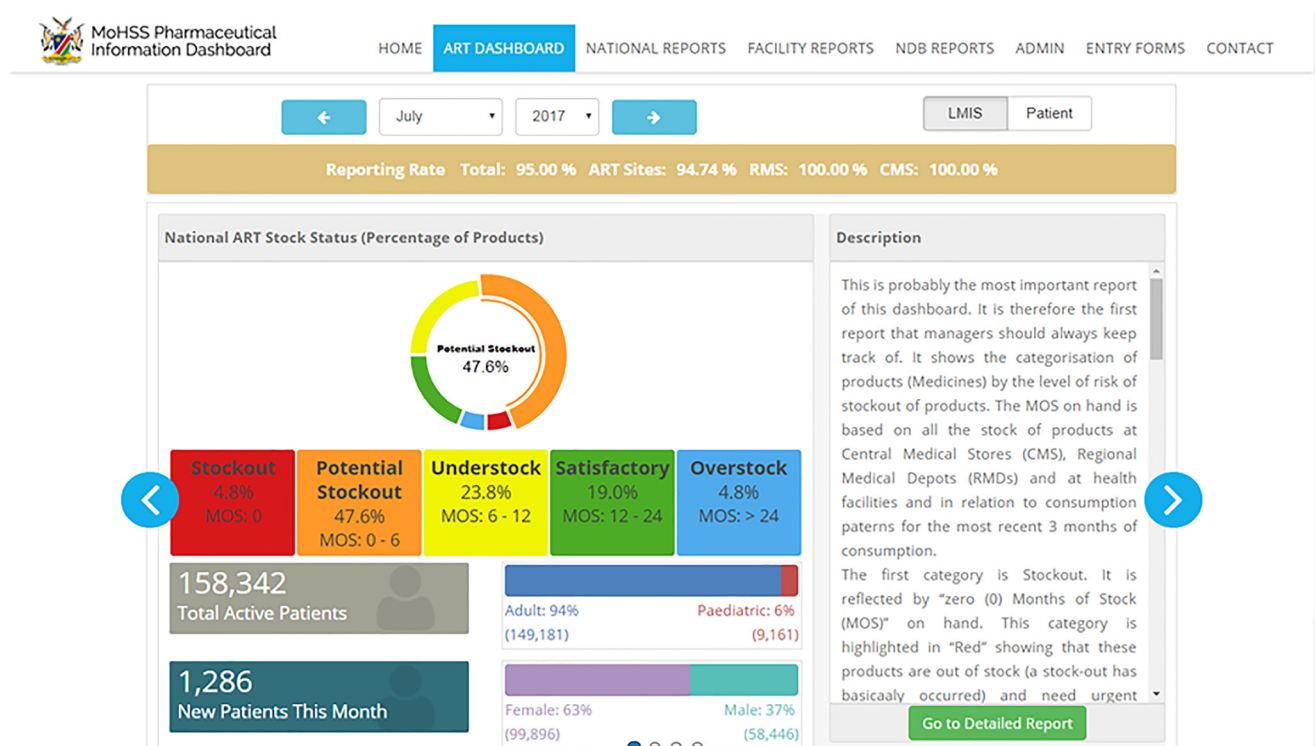 MoHSS Pharmaceutical
Information Dashboard
HOME ART DASHBOARD NATIONAL REPORTS FACILITY REPORTS NDB REPORTS ADMIN ENTRY FORMS CONTACT
July 2017 LMIS Patient
Reporting Rate Total: 95.00 % ART Sites: 94.74 % RMS: 100.00 % CMS: 100.00 %
National ART Stock Status (Percentage of Products)
Potential Stockout
47.6%
Stockout
4.8%
MOS: 0
Potential
Stockout
47.6%
MOS: 0 - 6
Understock
23.8%
MOS: 6 - 12
Satisfactory
19.0%
MOS: 12 - 24
Overstock
4.8%
MOS: > 24
158,342
Total Active Patients
Adult: 94%
(149,181)
Paediatric: 6%
(9,161)
1,286
New Patients This Month
Female: 63%
(99,896)
Male: 37%
(58,446)
Description
This is probably the most important report
of this dashboard. It is therefore the first
report that managers should always keep
track of. It shows the categorisation of
products (Medicines) by the level of risk of
stockout of products. The MOS on hand is
based on all the stock of products at
Central Medical Stores (CMS), Regional
Medical Depots (RMDs) and at health
facilities and in relation to consumption
paterns for the most recent 3 months of
consumption.
The first category is Stockout. It is
reflected by "zero (0) Months of Stock
(MOS)" on hand. This category is
highlighted in "Red" showing that these
products are out of stock (a stock-out has
basicaaly occurred) and need urgent
Go to Detailed Report